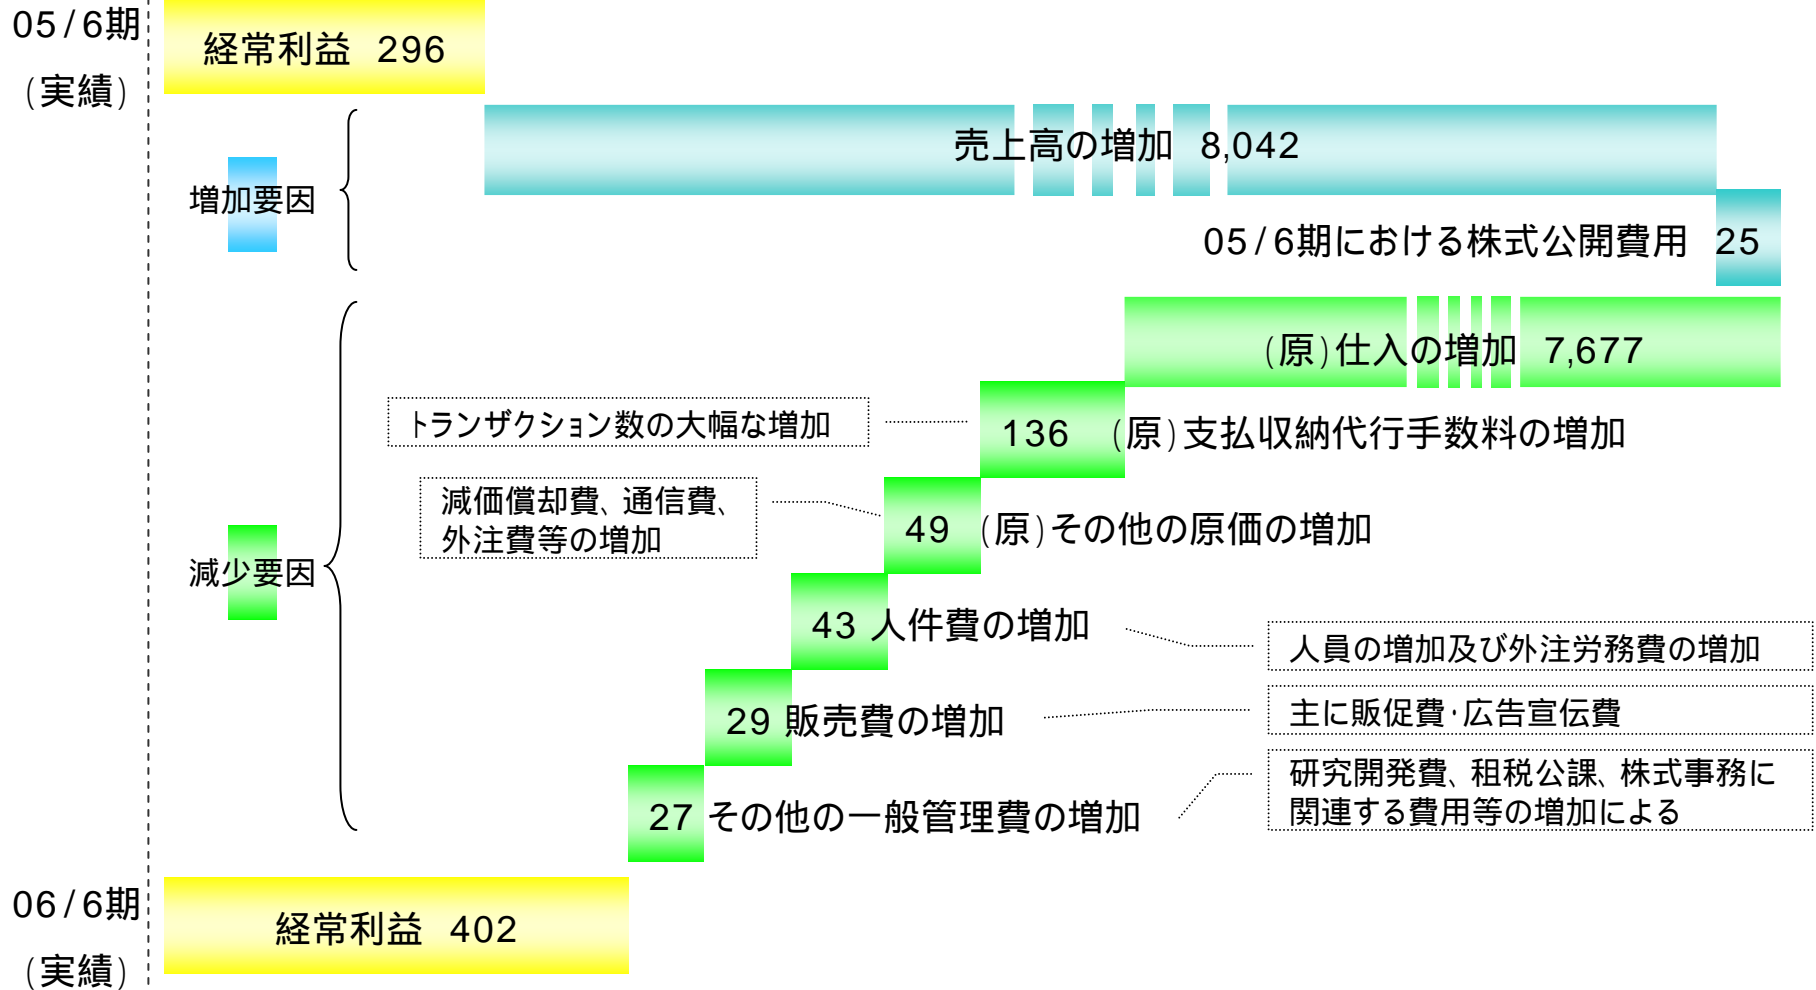 05/6期
(実績)
経常利益 296
売上高の増加 8,042
増加要因
05/6期における株式公開費用 25
(原)仕入の増加 7,677
トランザクション数の大幅な増加
136 (原)支払収納代行手数料の増加
減価償却費、通信費、
外注費等の増加
49 (原)その他の原価の増加
減少要因
43 人件費の増加
人員の増加及び外注労務費の増加
29 販売費の増加
主に販促費・広告宣伝費
27 その他の一般管理費の増加
研究開発費、租税公課、株式事務に
関連する費用等の増加による
06/6期
(実績)
経常利益 402